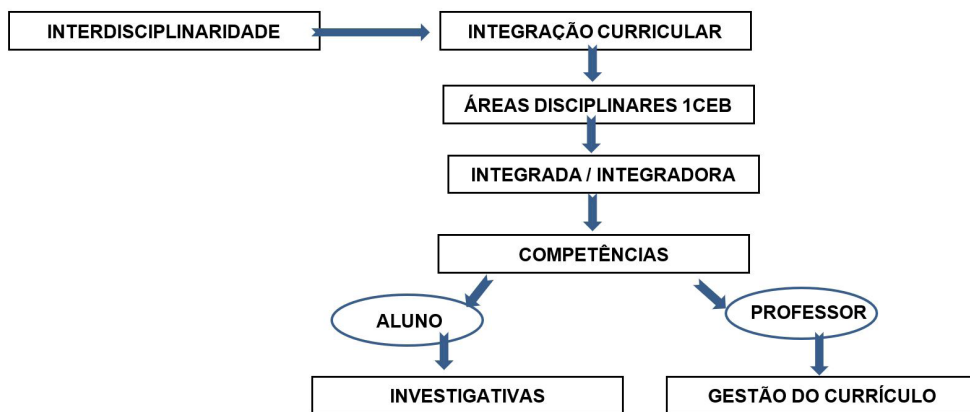 INTERDISCIPLINARIDADE
INTEGRAÇÃO CURRICULAR
ÁREAS DISCIPLINARES 1CEB
INTEGRADA / INTEGRADORA
COMPETÊNCIAS
ALUNO
PROFESSOR
INVESTIGATIVAS
GESTÃO DO CURRÍCULO